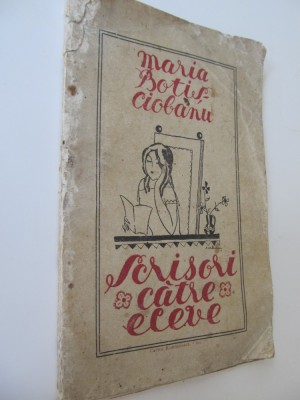 Maria
Botiș-
Ciobanu
Scrisori
către
eleve